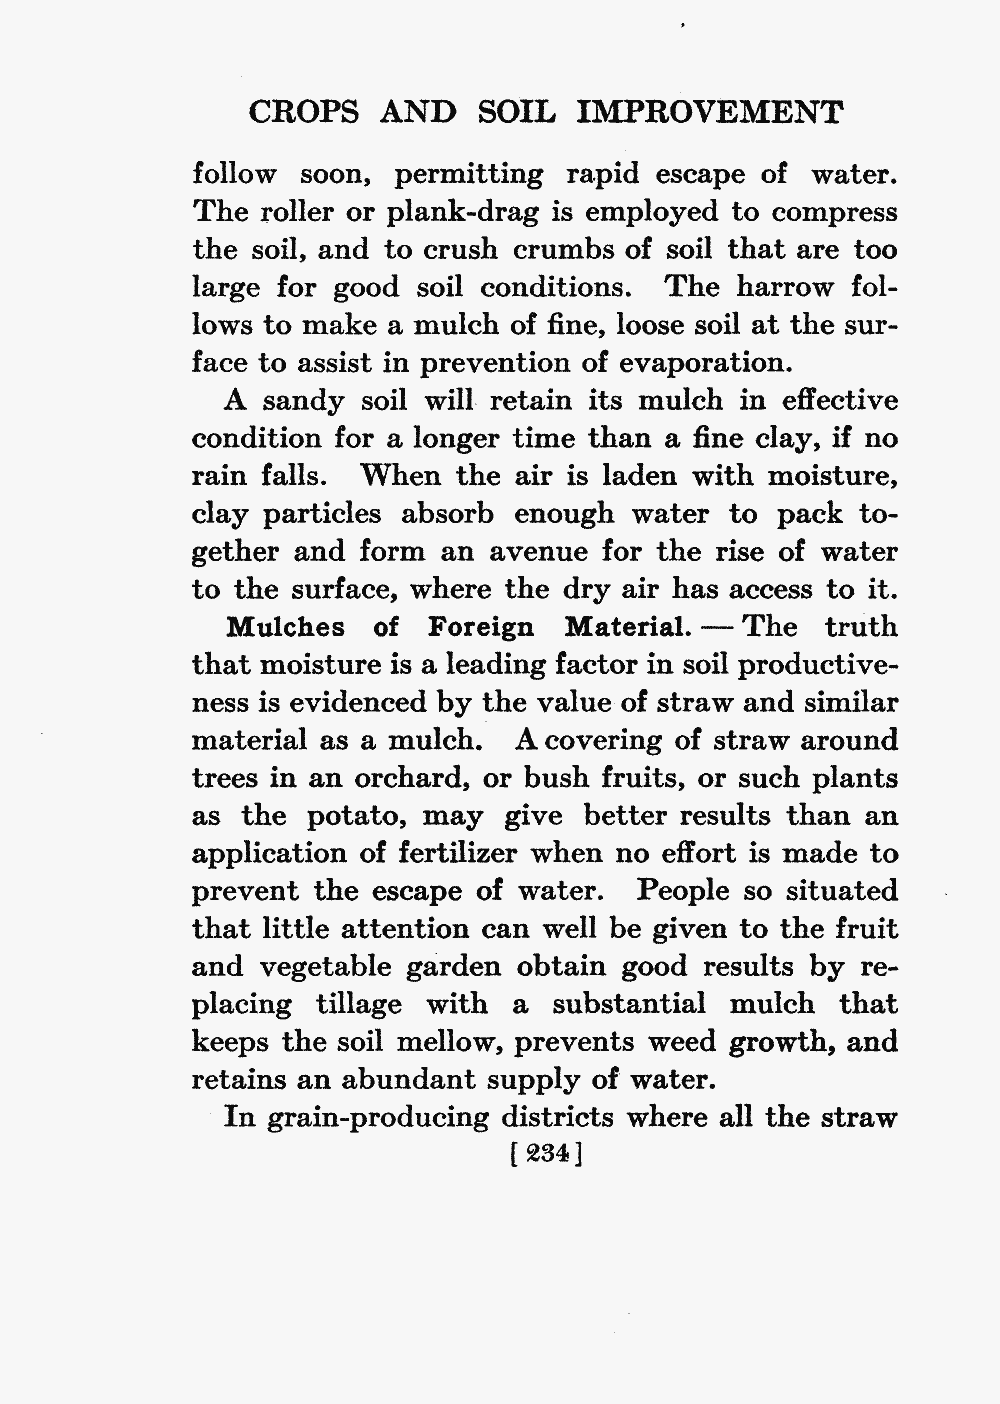 CROPS AND SOIL IMPROVEMENT
follow soon, permitting rapid escape of water.
The roller or plank-drag is employed to compress
the soil, and to crush crumbs of soil that are too
large for good soil conditions. The harrow fol-
lows to make a mulch of fine, loose soil at the sur-
face to assist in prevention of evaporation.
A sandy soil will retain its mulch in effective
condition for a longer time than a fine clay, if no
rain falls. When the air is laden with moisture,
clay particles absorb enough water to pack to-
gether and form an avenue for the rise of water
to the surface, where the dry air has access to it.
Mulches of Foreign Material. — The truth
that moisture is a leading factor in soil productive-
ness is evidenced by the value of straw and similar
material as a mulch. A covering of straw around
trees in an orchard, or bush fruits, or such plants
as the potato, may give better results than an
application of fertilizer when no effort is made to
prevent the escape of water. People so situated
that little attention can well be given to the fruit
and vegetable garden obtain good results by re-
placing tillage with a substantial mulch that
keeps the soil mellow, prevents weed growth, and
retains an abundant supply of water.
In grain-producing districts where all the straw
[ 234 ]